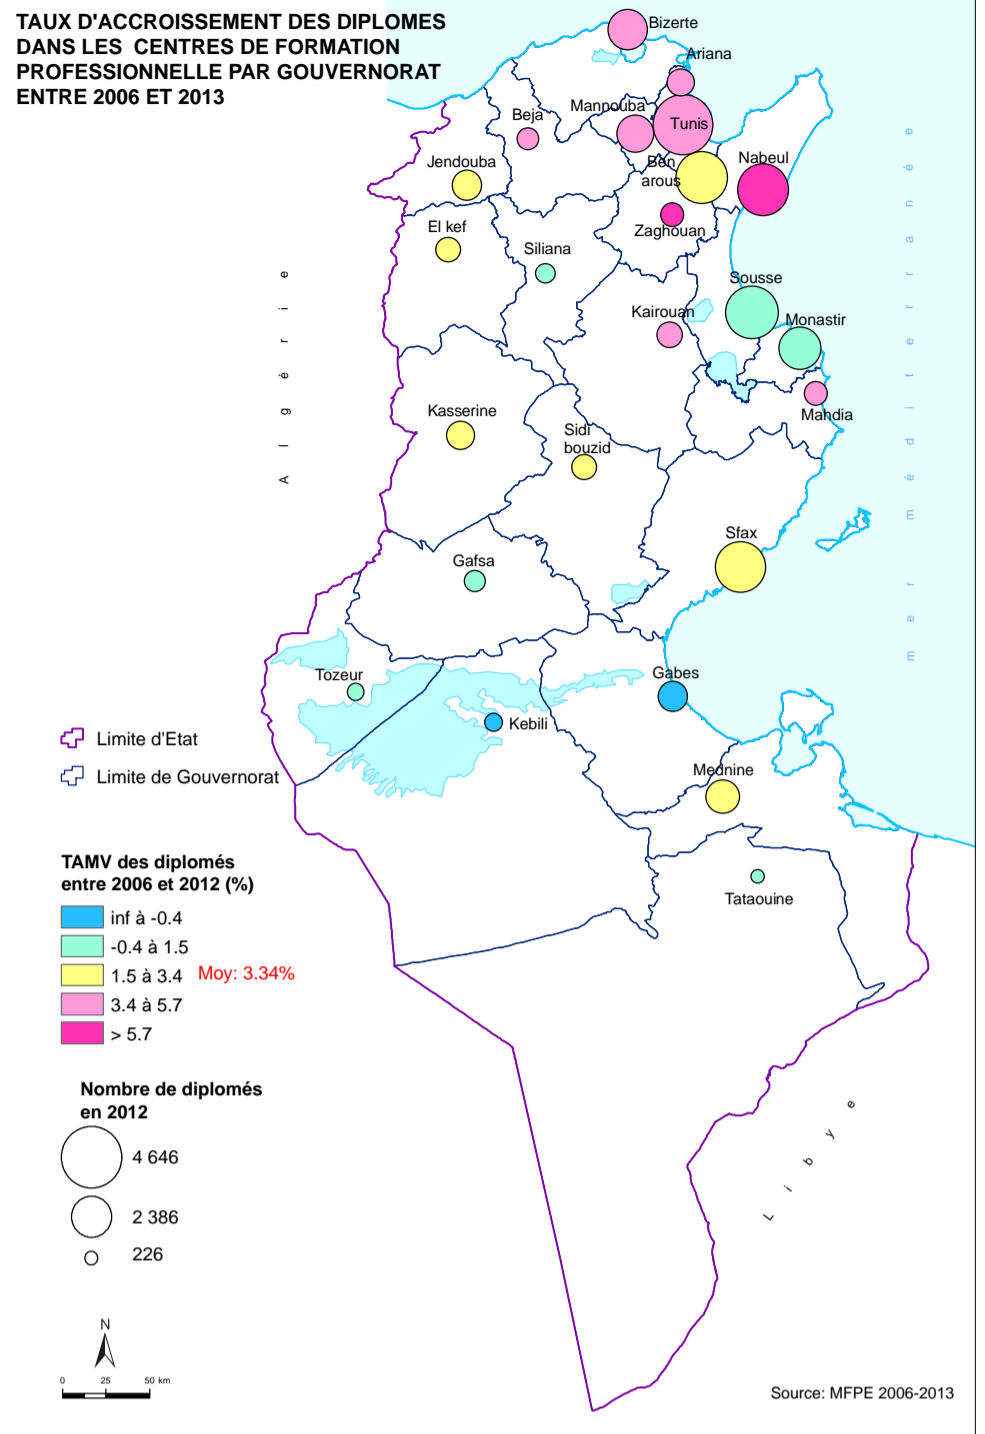 TAUX D'ACCROISSEMENT DES DIPLOMES
DANS LES CENTRES DE FORMATION
PROFESSIONNELLE PAR GOUVERNORAT
ENTRE 2006 ET 2013
Bizerte
Ariana
Mannouba
Beja
Tunis
Jendouba
Ben
arous
Nabeul
El kef
Zaghouan
Siliana
Sousse
Kairouan
Monastir
Mahdia
Kasserine
Sidi
bouzid
Sfax
Gafsa
Tozeur
Gabes
Kebili
Mednine
Tataouine
Algérie
mer méditerranée
Libye
Limite d'Etat
Limite de Gouvernorat
TAMV des diplomés
entre 2006 et 2012 (%)
inf à -0.4
-0.4 à 1.5
1.5 à 3.4 Moy: 3.34%
3.4 à 5.7
> 5.7
Nombre de diplomés
en 2012
4 646
2 386
226
N
0 25 50 km
Source: MFPE 2006-2013